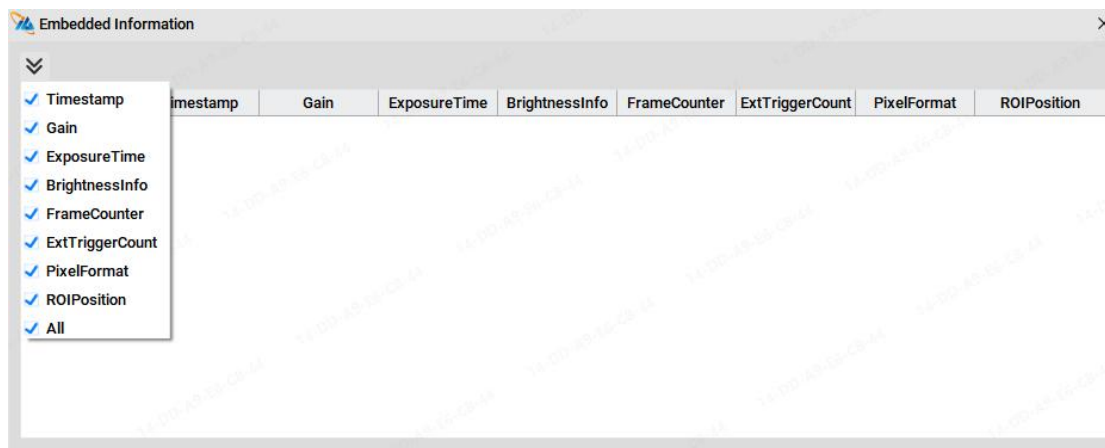 Embedded Information
imestamp Gain ExposureTime BrightnessInfo FrameCounter ExtTriggerCount PixelFormat ROIPosition
Timestamp
Gain
ExposureTime
BrightnessInfo
FrameCounter
ExtTriggerCount
PixelFormat
ROIPosition
All